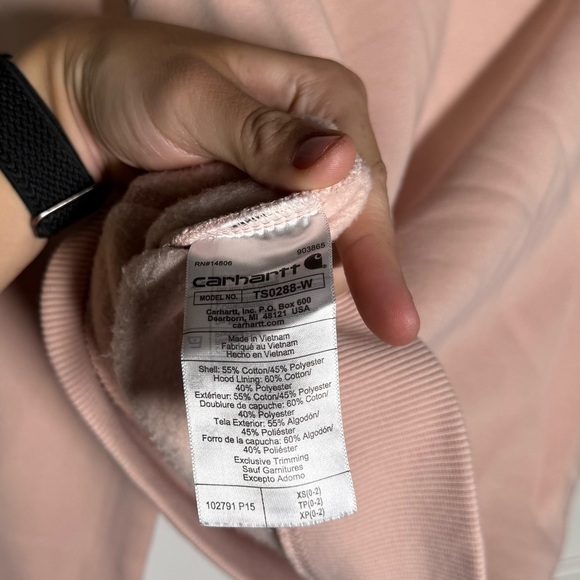 RN#14806 903865
carhartt
MODEL NO. TS0288-W
Carhartt, Inc. P.O. Box 600
Dearborn, MI 48121 USA
carhartt.com
Made in Vietnam
Fabriqué au Vietnam
Hecho en Vietnam
Shell: 55% Cotton/45% Polyester
Hood Lining: 60% Cotton/
40% Polyester
Extérieur: 55% Coton/45% Polyester
Doublure de capuche: 60% Coton/
40% Polyester
Tela Exterior: 55% Algodón/
45% Poliéster
Forro de la capucha: 60% Algodón/
40% Poliéster
Exclusive Trimming
Sauf Garnitures
Excepto Adorno
102791 P15
XS(0-2)
TP(0-2)
XP(0-2)